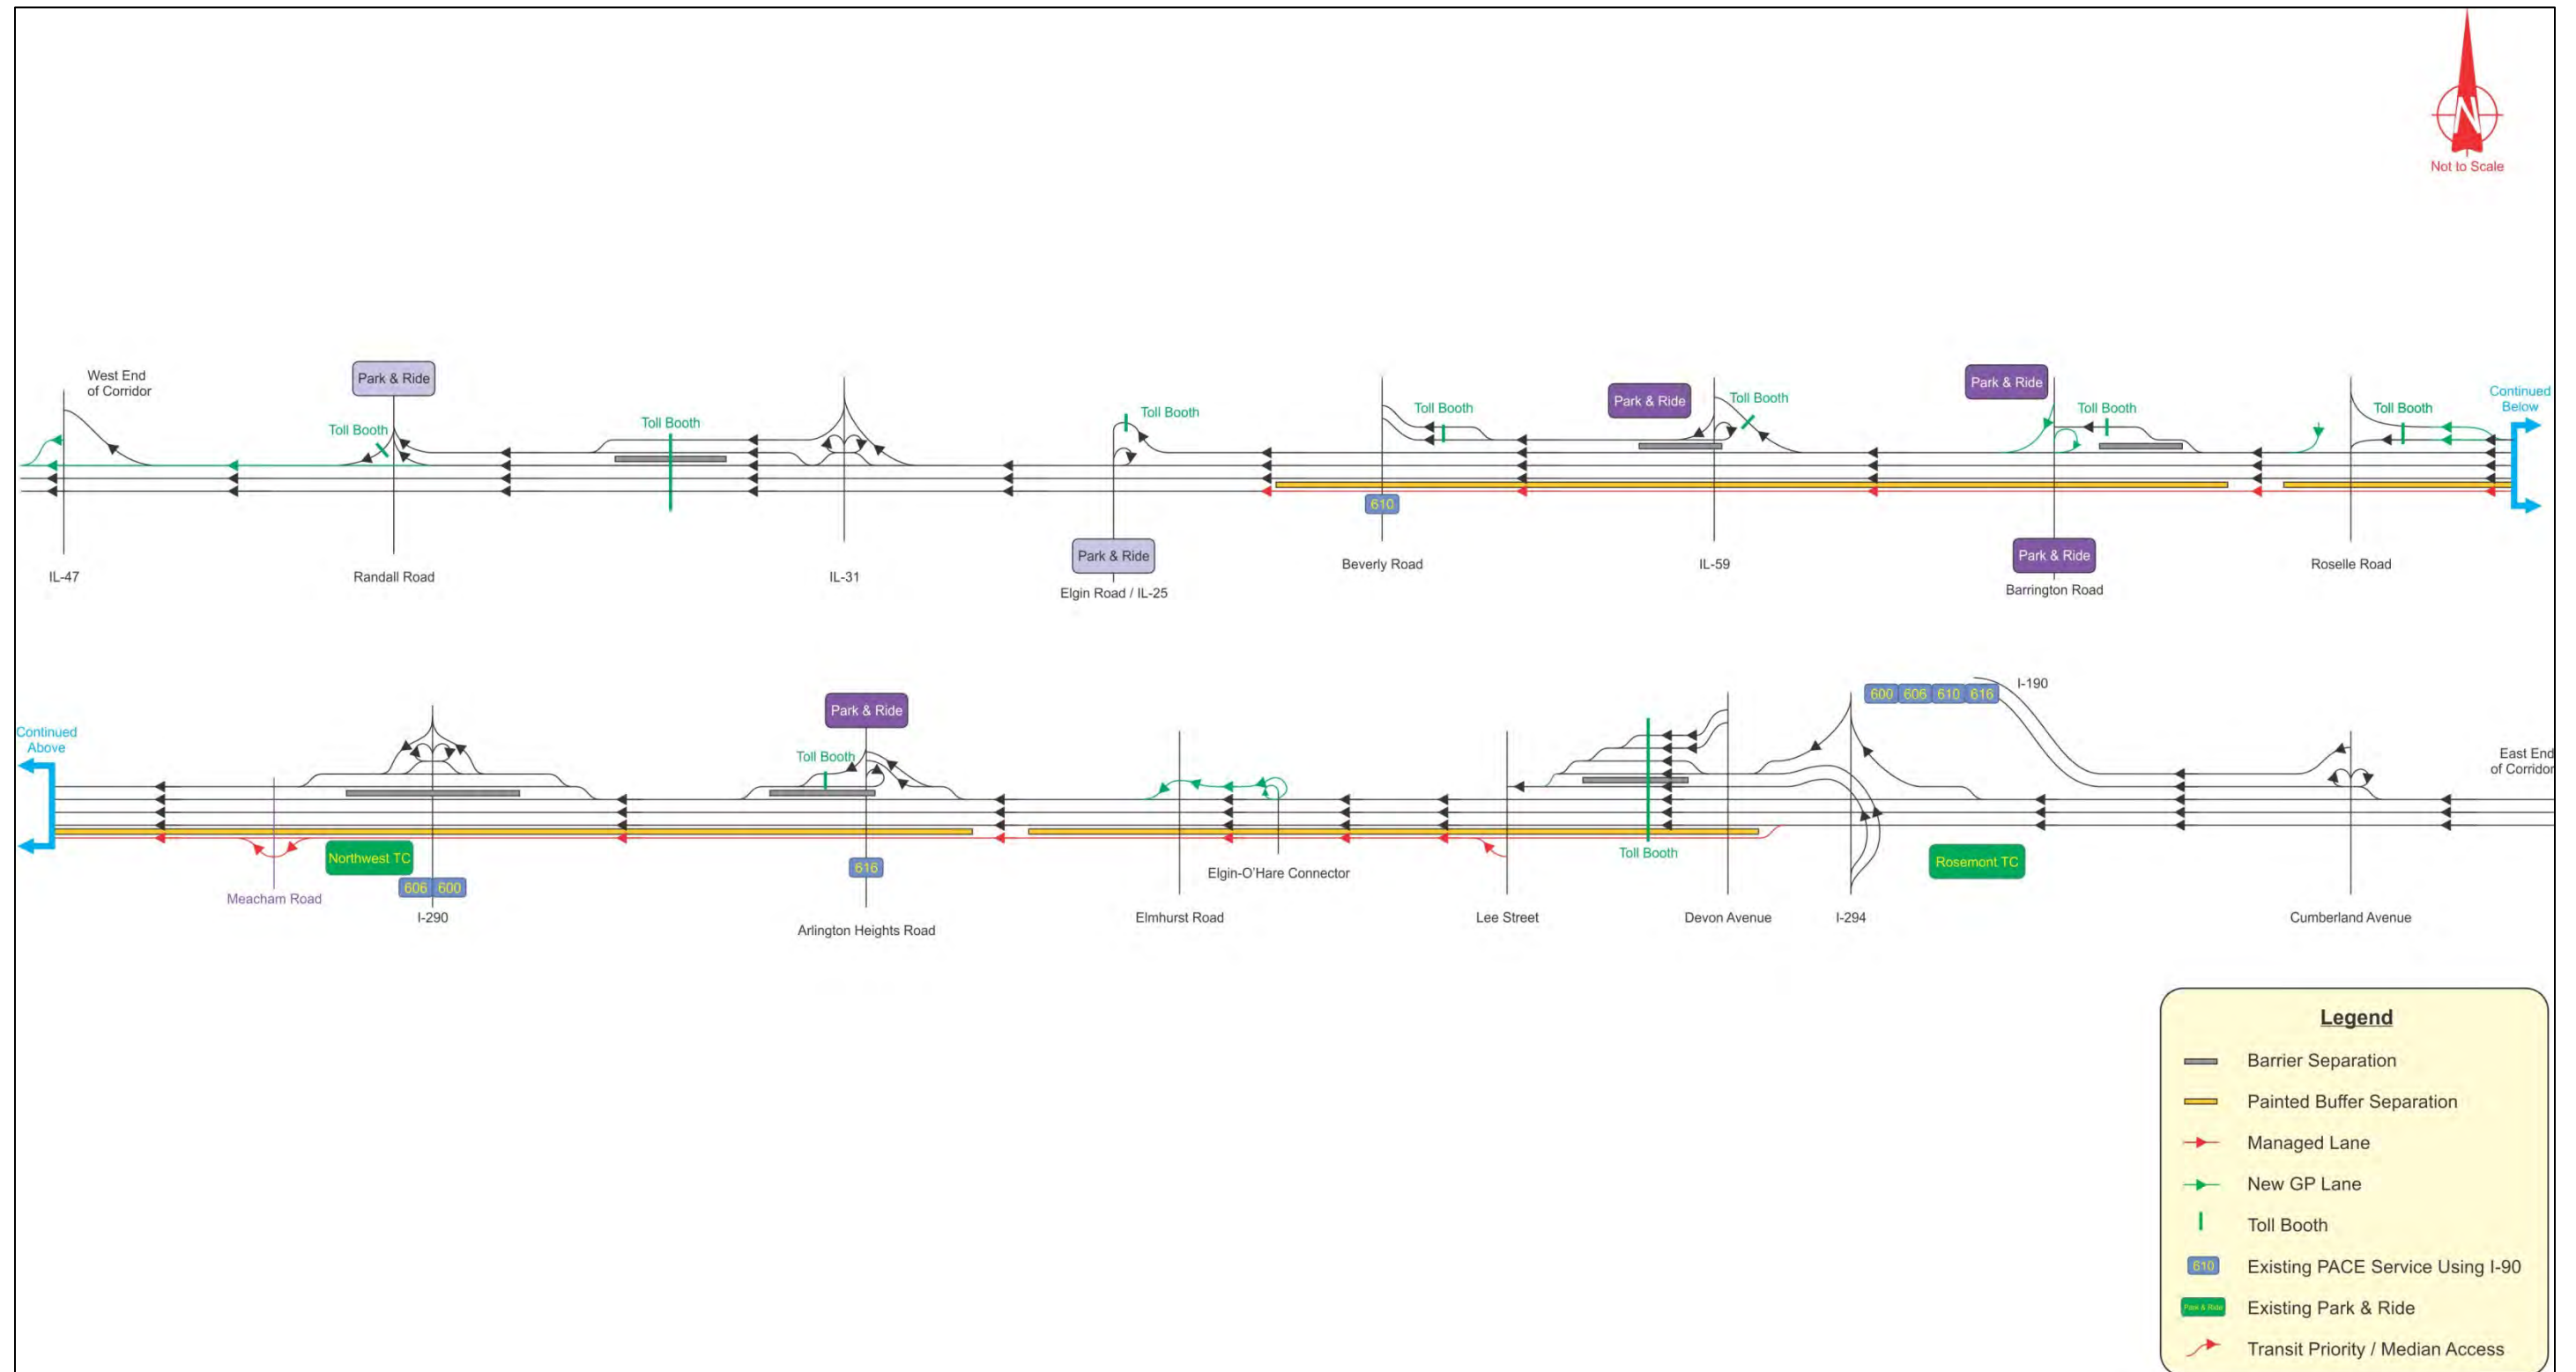 Not to Scale
West End
of Corridor
Park & Ride
Toll Booth
Toll Booth
Toll Booth
Park & Ride
Toll Booth
610
Park & Ride
Toll Booth
Park & Ride
Toll Booth
Park & Ride
Toll Booth
Continued
Below
IL-47
Randall Road
IL-31
Elgin Road / IL-25
Beverly Road
IL-59
Barrington Road
Roselle Road
Continued
Above
Meacham Road
Northwest TC
606 600
I-290
Park & Ride
Toll Booth
616
Arlington Heights Road
Elmhurst Road
Elgin-O'Hare Connector
Lee Street
Toll Booth
Devon Avenue
I-294
600 606 610 616
I-190
Rosemont TC
Cumberland Avenue
East End
of Corridor
Legend
Barrier Separation
Painted Buffer Separation
Managed Lane
New GP Lane
Toll Booth
610 Existing PACE Service Using I-90
Park & Ride Existing Park & Ride
Transit Priority / Median Access
N